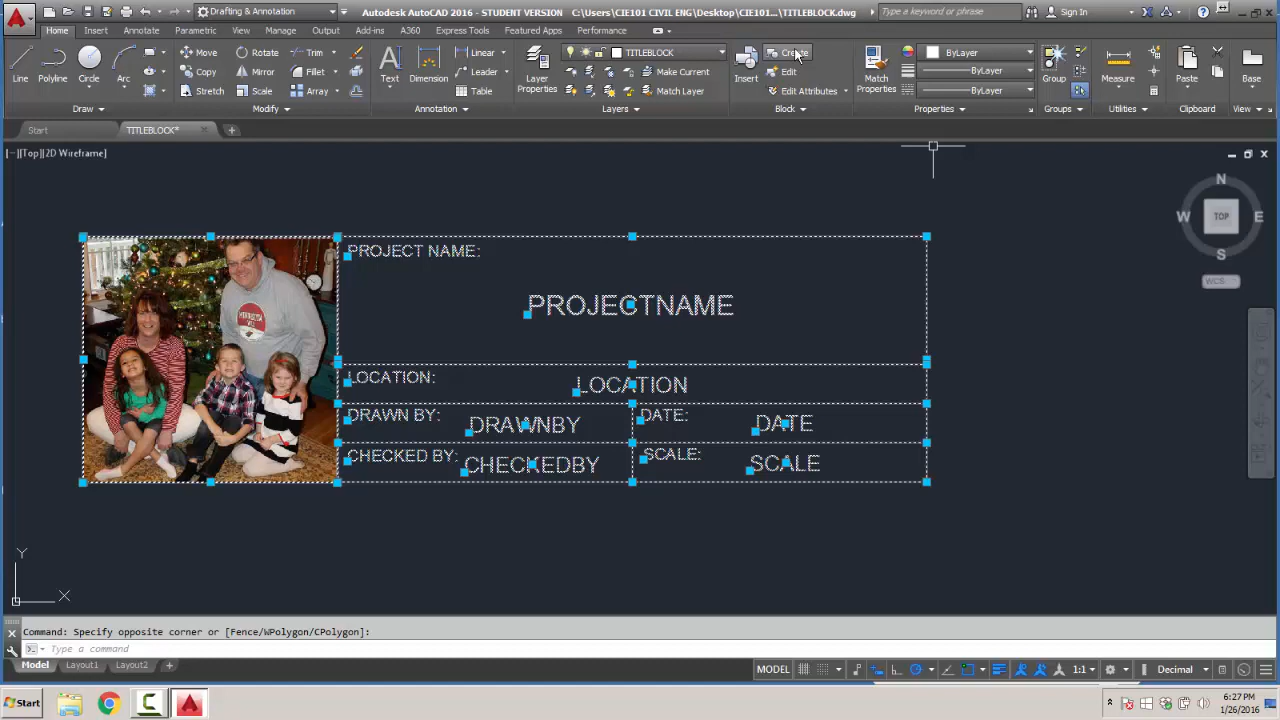 Drafting & Annotation
Autodesk AutoCAD 2016 - STUDENT VERSION C:\Users\CIE101 CIVIL ENG\Desktop\CIE101...\TITLEBLOCK.dwg
Type a keyword or phrase
Sign In
Home Insert Annotate Parametric View Manage Output Add-ins A360 Express Tools Featured Apps Performance
Line
Polyline
Circle
Arc
Draw
Move
Rotate
Trim
Copy
Mirror
Fillet
Stretch
Scale
Array
Modify
Text
Dimension
Linear
Leader
Table
Annotation
Layer
Properties
TITLEBLOCK
Make Current
Match Layer
Layers
Insert
Create
Edit
Edit Attributes
Block
Match
Properties
ByLayer
ByLayer
ByLayer
Properties
Group
Groups
Measure
Utilities
Paste
Clipboard
Base
View
Start
TITLEBLOCK*
[−][Top][2D Wireframe]
N
W
TOP
E
S
WCS
PROJECT NAME:
PROJECTNAME
LOCATION:
LOCATION
DRAWN BY:
DRAWNBY
DATE:
DATE
CHECKED BY:
CHECKEDBY
SCALE:
SCALE
Y
X
Command: Specify opposite corner or [Fence/WPolygon/CPolygon]:
Type a command
Model Layout1 Layout2
MODEL
1:1
Decimal
Start
6:27 PM
1/26/2016